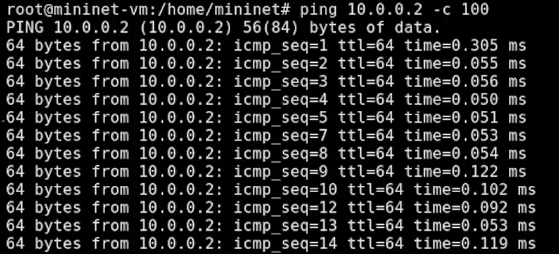 root@mininet-vm:/home/mininet# ping 10.0.0.2 -c 100
PING 10.0.0.2 (10.0.0.2) 56(84) bytes of data.
64 bytes from 10.0.0.2: icmp_seq=1 ttl=64 time=0.305 ms
64 bytes from 10.0.0.2: icmp_seq=2 ttl=64 time=0.055 ms
64 bytes from 10.0.0.2: icmp_seq=3 ttl=64 time=0.056 ms
64 bytes from 10.0.0.2: icmp_seq=4 ttl=64 time=0.050 ms
64 bytes from 10.0.0.2: icmp_seq=5 ttl=64 time=0.051 ms
64 bytes from 10.0.0.2: icmp_seq=7 ttl=64 time=0.053 ms
64 bytes from 10.0.0.2: icmp_seq=8 ttl=64 time=0.054 ms
64 bytes from 10.0.0.2: icmp_seq=9 ttl=64 time=0.122 ms
64 bytes from 10.0.0.2: icmp_seq=10 ttl=64 time=0.102 ms
64 bytes from 10.0.0.2: icmp_seq=12 ttl=64 time=0.092 ms
64 bytes from 10.0.0.2: icmp_seq=13 ttl=64 time=0.053 ms
64 bytes from 10.0.0.2: icmp_seq=14 ttl=64 time=0.119 ms